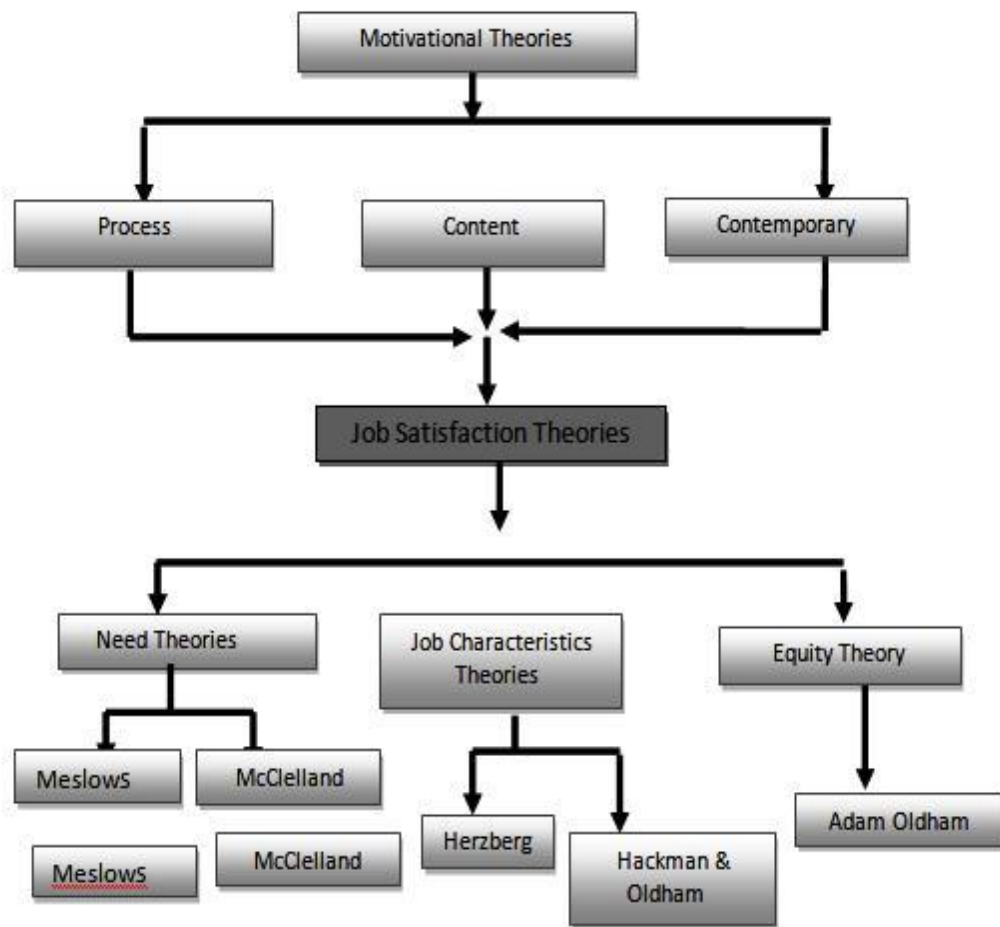 Motivational Theories
Process
Content
Contemporary
Job Satisfaction Theories
Need Theories
Job Characteristics
Theories
Equity Theory
MeslowS
McClelland
Herzberg
Hackman &
Oldham
Adam Oldham
MeslowS
McClelland